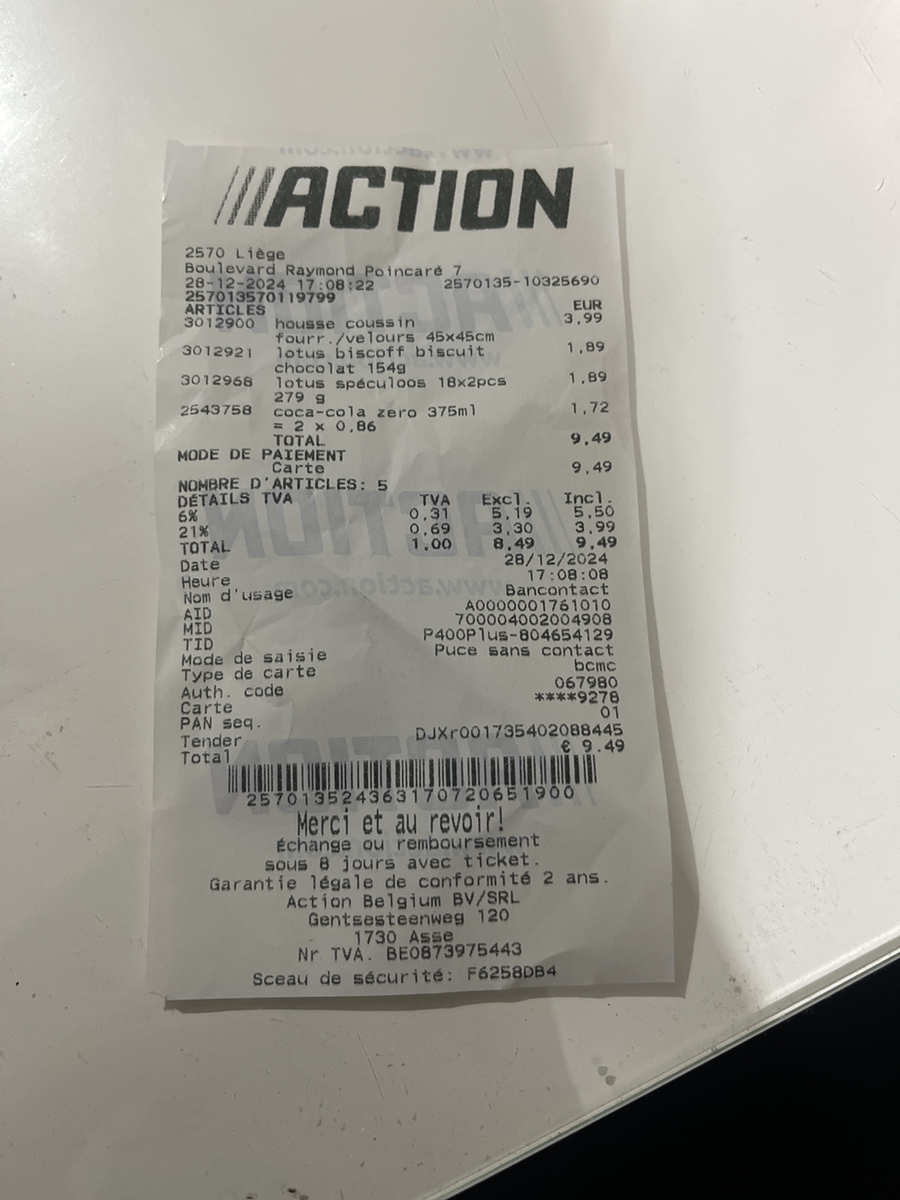 ACTION
2570 Liège
Boulevard Raymond Poincaré 7
28-12-2024 17:08:22 2570135-10325690
257013570119799
ARTICLES EUR
3012900 housse coussin 3,99
fourr./velours 45x45cm
3012921 lotus biscoff biscuit 1,89
chocolat 154g
3012968 lotus spéculoos 18x2pcs 1,89
279 g
2543758 coca-cola zero 375ml 1,72
= 2 x 0,86
TOTAL 9,49
MODE DE PAIEMENT
Carte 9,49
NOMBRE D'ARTICLES: 5
DÉTAILS TVA TVA Excl. Incl.
6% 0,31 5,19 5,50
21% 0,69 3,30 3,99
TOTAL 1,00 8,49 9,49
Date 28/12/2024
Heure 17:08:08
Nom d'usage Bancontact
AID A0000001761010
MID 700004002004908
TID P400Plus-804654129
Mode de saisie Puce sans contact
Type de carte bcmc
Auth. code 067980
Carte ****9278
PAN seq. 01
Tender DJXr001735402088445
Total € 9.49
257013524363170720651900
Merci et au revoir!
Échange ou remboursement
sous 8 jours avec ticket.
Garantie légale de conformité 2 ans.
Action Belgium BV/SRL
Gentsesteenweg 120
1730 Asse
Nr TVA. BE0873975443
Sceau de sécurité: F6258DB4